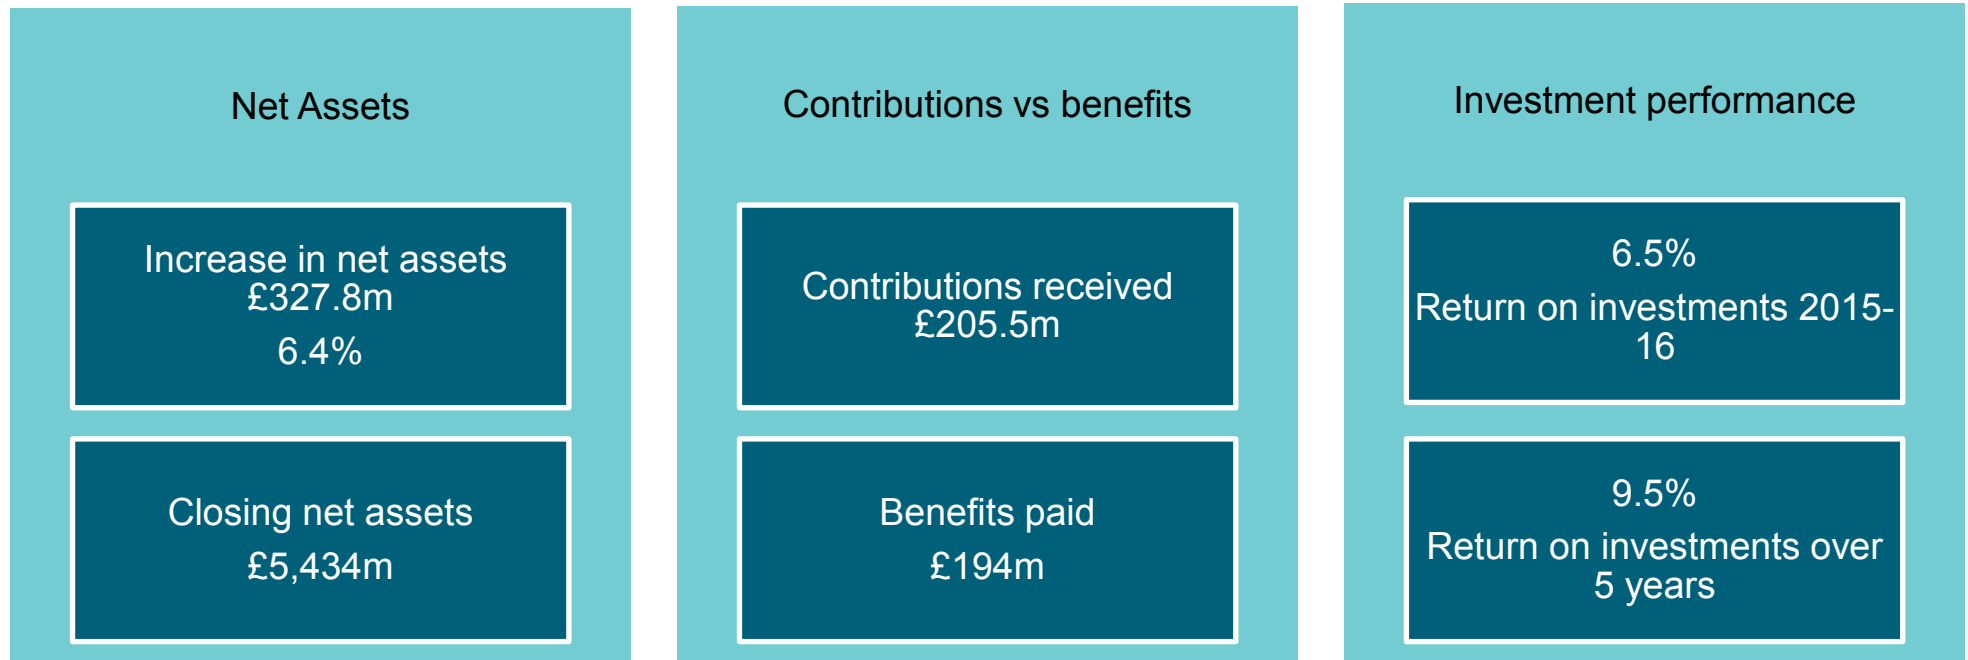 Net Assets
Increase in net assets
£327.8m
6.4%
Closing net assets
£5,434m
Contributions vs benefits
Contributions received
£205.5m
Benefits paid
£194m
Investment performance
6.5%
Return on investments 2015-
16
9.5%
Return on investments over
5 years